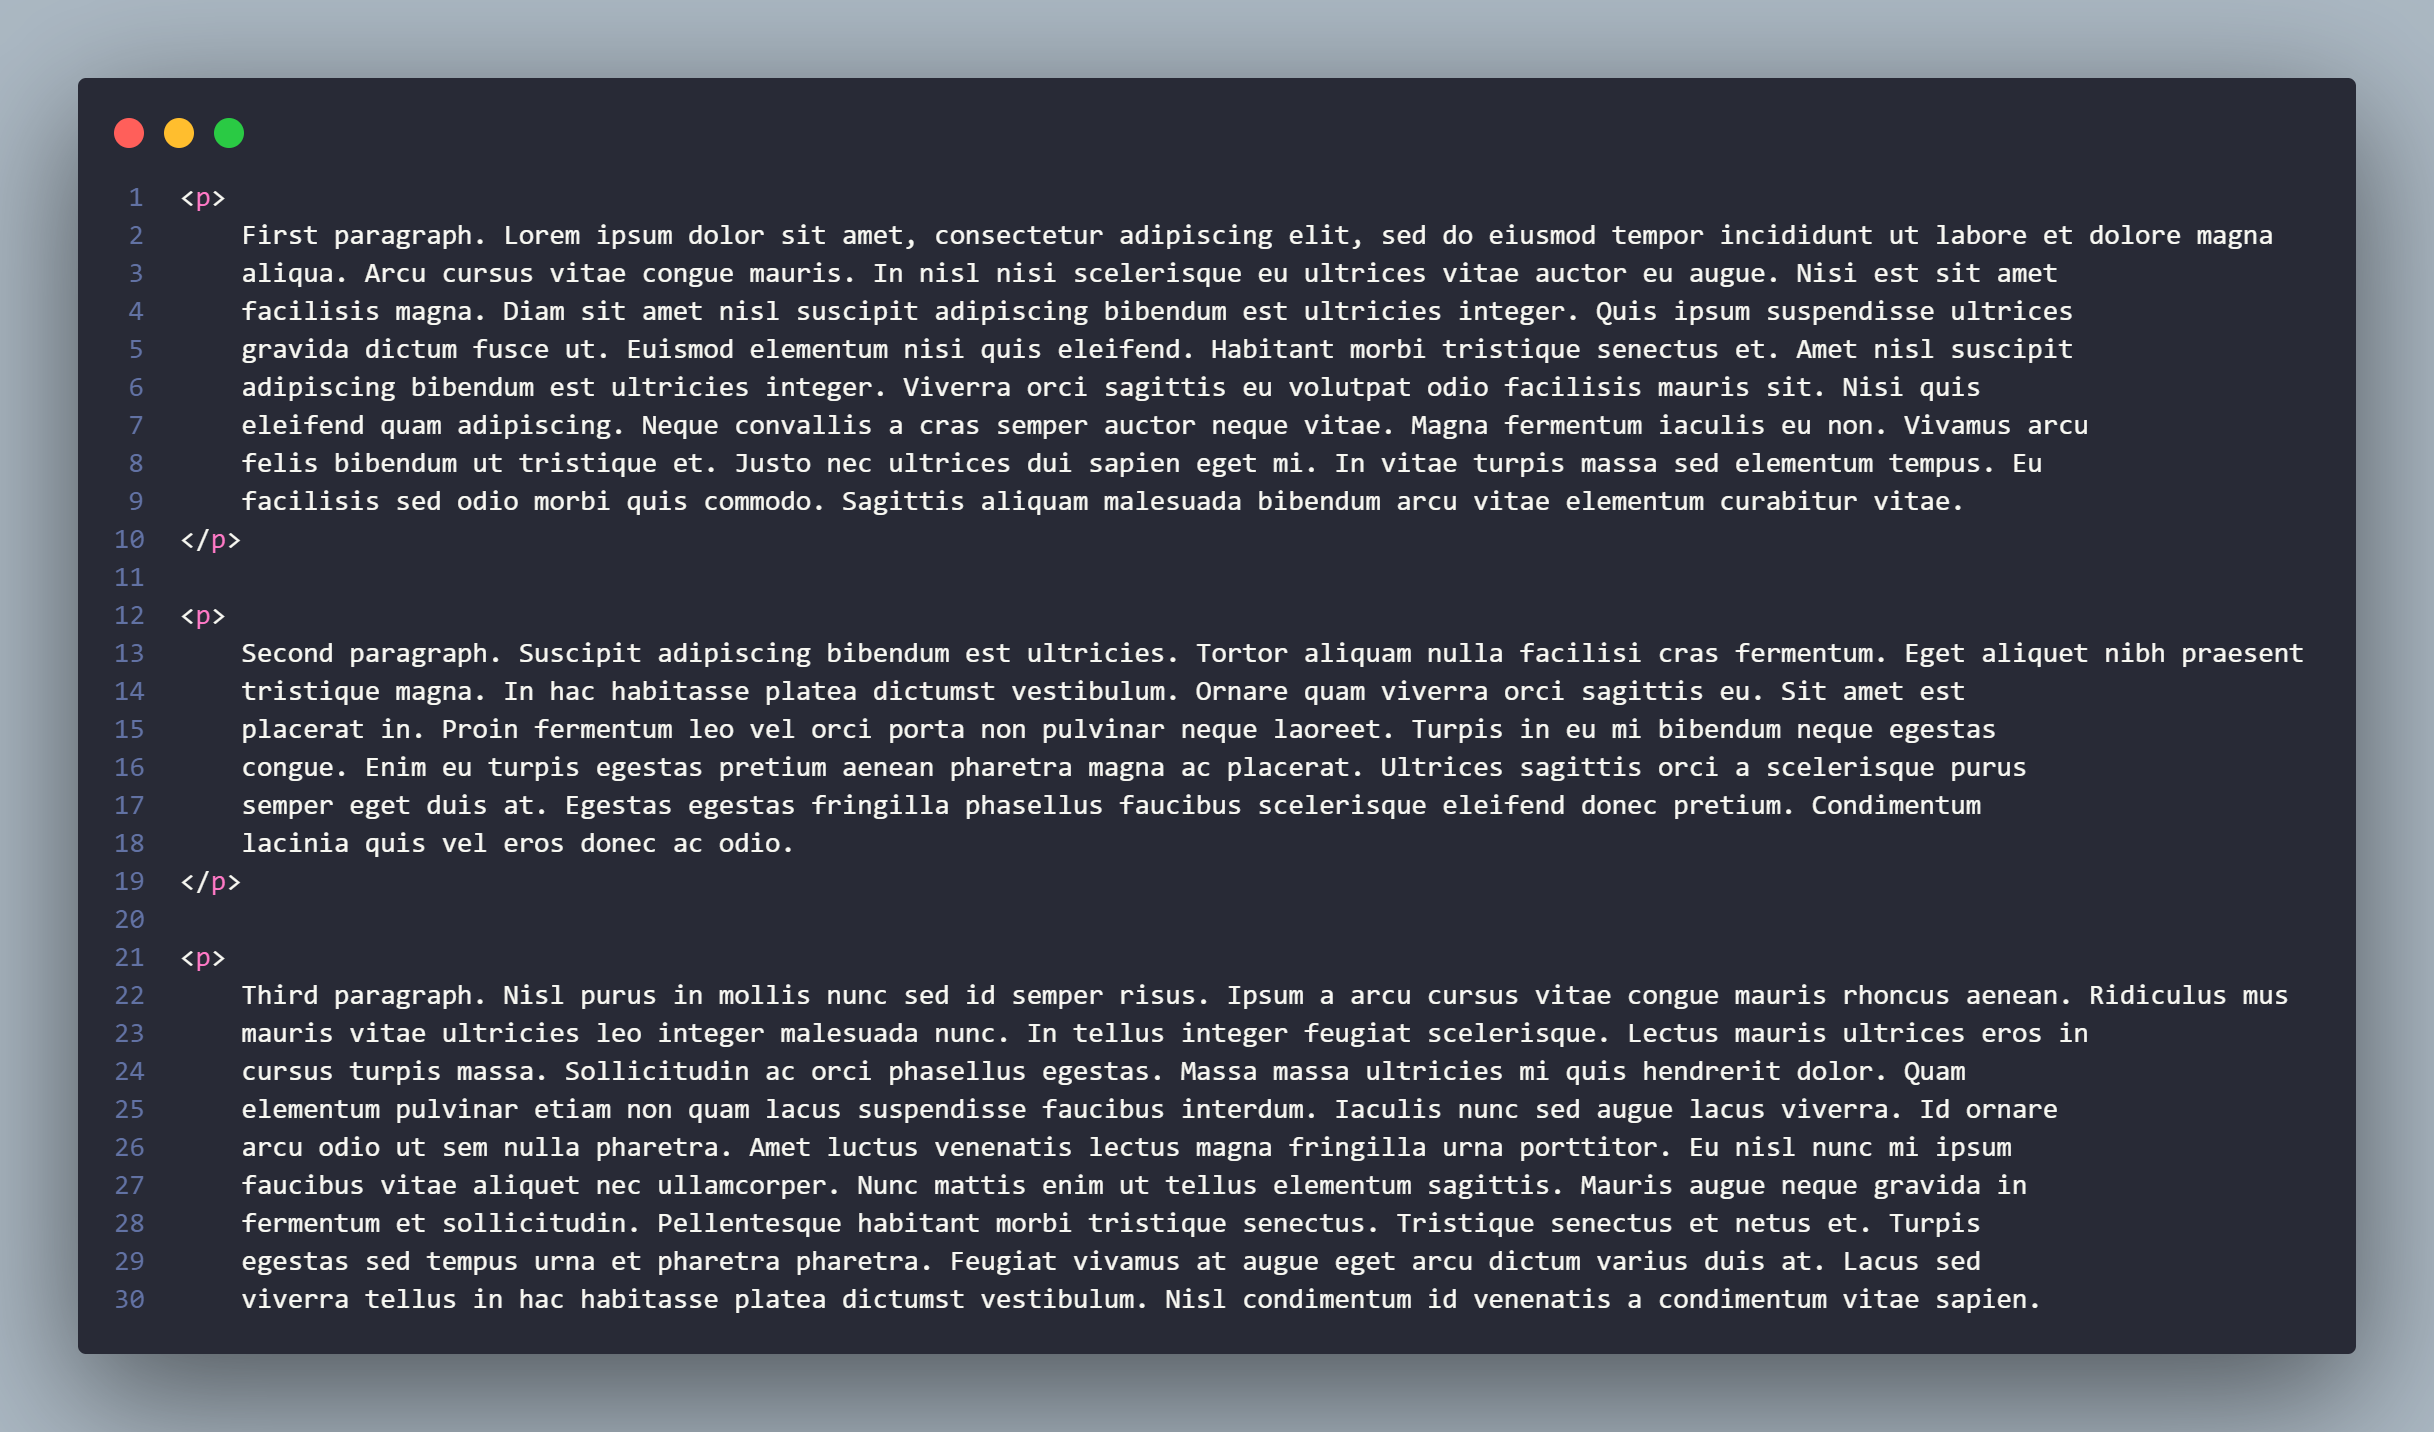 1 <p>
2 First paragraph. Lorem ipsum dolor sit amet, consectetur adipiscing elit, sed do eiusmod tempor incididunt ut labore et dolore magna
3 aliqua. Arcu cursus vitae congue mauris. In nisl nisi scelerisque eu ultrices vitae auctor eu augue. Nisi est sit amet
4 facilisis magna. Diam sit amet nisl suscipit adipiscing bibendum est ultricies integer. Quis ipsum suspendisse ultrices
5 gravida dictum fusce ut. Euismod elementum nisi quis eleifend. Habitant morbi tristique senectus et. Amet nisl suscipit
6 adipiscing bibendum est ultricies integer. Viverra orci sagittis eu volutpat odio facilisis mauris sit. Nisi quis
7 eleifend quam adipiscing. Neque convallis a cras semper auctor neque vitae. Magna fermentum iaculis eu non. Vivamus arcu
8 felis bibendum ut tristique et. Justo nec ultrices dui sapien eget mi. In vitae turpis massa sed elementum tempus. Eu
9 facilisis sed odio morbi quis commodo. Sagittis aliquam malesuada bibendum arcu vitae elementum curabitur vitae.
10 </p>
11
12 <p>
13 Second paragraph. Suscipit adipiscing bibendum est ultricies. Tortor aliquam nulla facilisi cras fermentum. Eget aliquet nibh praesent
14 tristique magna. In hac habitasse platea dictumst vestibulum. Ornare quam viverra orci sagittis eu. Sit amet est
15 placerat in. Proin fermentum leo vel orci porta non pulvinar neque laoreet. Turpis in eu mi bibendum neque egestas
16 congue. Enim eu turpis egestas pretium aenean pharetra magna ac placerat. Ultrices sagittis orci a scelerisque purus
17 semper eget duis at. Egestas egestas fringilla phasellus faucibus scelerisque eleifend donec pretium. Condimentum
18 lacinia quis vel eros donec ac odio.
19 </p>
20
21 <p>
22 Third paragraph. Nisl purus in mollis nunc sed id semper risus. Ipsum a arcu cursus vitae congue mauris rhoncus aenean. Ridiculus mus
23 mauris vitae ultricies leo integer malesuada nunc. In tellus integer feugiat scelerisque. Lectus mauris ultrices eros in
24 cursus turpis massa. Sollicitudin ac orci phasellus egestas. Massa massa ultricies mi quis hendrerit dolor. Quam
25 elementum pulvinar etiam non quam lacus suspendisse faucibus interdum. Iaculis nunc sed augue lacus viverra. Id ornare
26 arcu odio ut sem nulla pharetra. Amet luctus venenatis lectus magna fringilla urna porttitor. Eu nisl nunc mi ipsum
27 faucibus vitae aliquet nec ullamcorper. Nunc mattis enim ut tellus elementum sagittis. Mauris augue neque gravida in
28 fermentum et sollicitudin. Pellentesque habitant morbi tristique senectus. Tristique senectus et netus et. Turpis
29 egestas sed tempus urna et pharetra pharetra. Feugiat vivamus at augue eget arcu dictum varius duis at. Lacus sed
30 viverra tellus in hac habitasse platea dictumst vestibulum. Nisl condimentum id venenatis a condimentum vitae sapien.